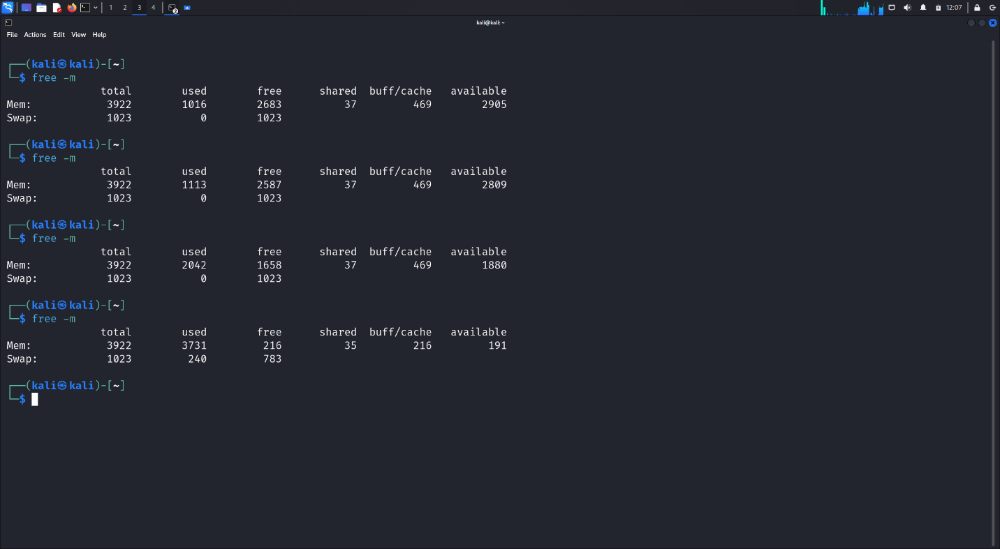 1 2 3 4 2 12:07
kali@kali: ~
File Actions Edit View Help
┌──(kali㉿kali)-[~]
└─$ free -m
total used free shared buff/cache available
Mem: 3922 1016 2683 37 469 2905
Swap: 1023 0 1023
┌──(kali㉿kali)-[~]
└─$ free -m
total used free shared buff/cache available
Mem: 3922 1113 2587 37 469 2809
Swap: 1023 0 1023
┌──(kali㉿kali)-[~]
└─$ free -m
total used free shared buff/cache available
Mem: 3922 2042 1658 37 469 1880
Swap: 1023 0 1023
┌──(kali㉿kali)-[~]
└─$ free -m
total used free shared buff/cache available
Mem: 3922 3731 216 35 216 191
Swap: 1023 240 783
┌──(kali㉿kali)-[~]
└─$